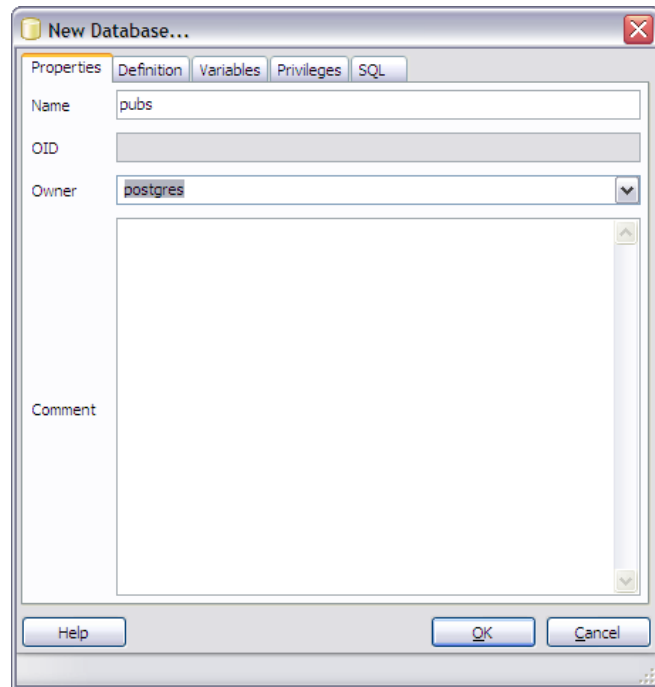 New Database...
Properties Definition Variables Privileges SQL
Name pubs
OID
Owner postgres
Comment
Help OK Cancel